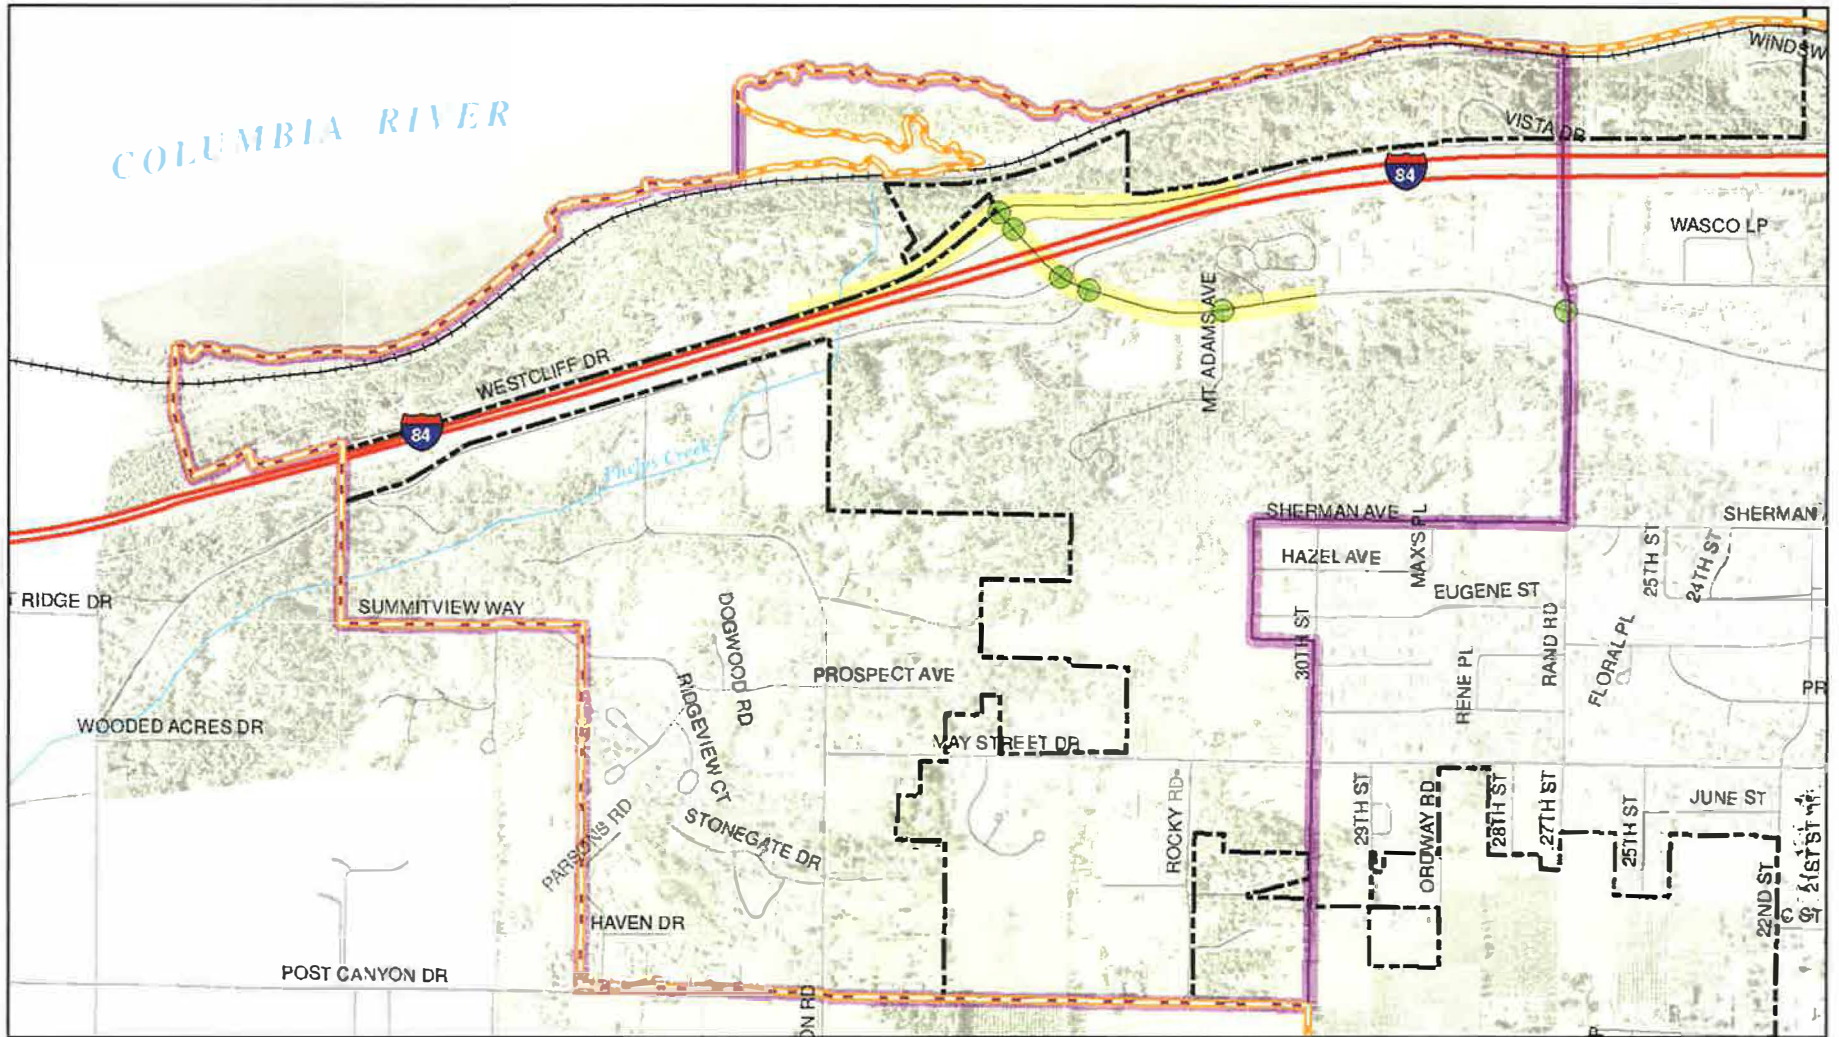 WINDSW
COLUMBIA RIVER
VISTA DR
84
WASCO LP
MT ADAMS AVE
WESTCLIFF DR
84
Phelps Creek
SHERMAN AVE
MAX'S PL
SHERMAN
25TH ST
24TH ST
HAZEL AVE
EUGENE ST
T RIDGE DR
SUMMITVIEW WAY
DOGWOOD RD
30TH ST
RAND RD
FLORAL PL
RENE PL
PROSPECT AVE
RIDGEVIEW CT
PR
WOODED ACRES DR
MAY STREET DR
29TH ST
ORDWAY RD
28TH ST
27TH ST
25TH ST
JUNE ST
ROCKY RD
STONEGATE DR
PARSONS RD
21ST ST
22ND ST
C ST
HAVEN DR
POST CANYON DR
ON RD